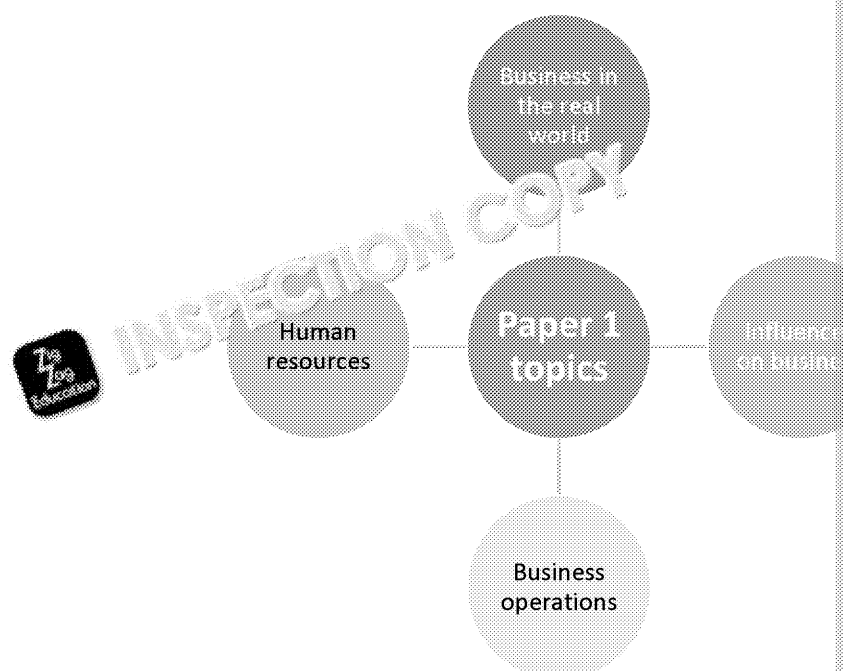 Business in
the real
world
INSPECTION COPY
Zig
Zag
Education
Human
resources
Paper 1
topics
Influenc
on busine
Business
operations